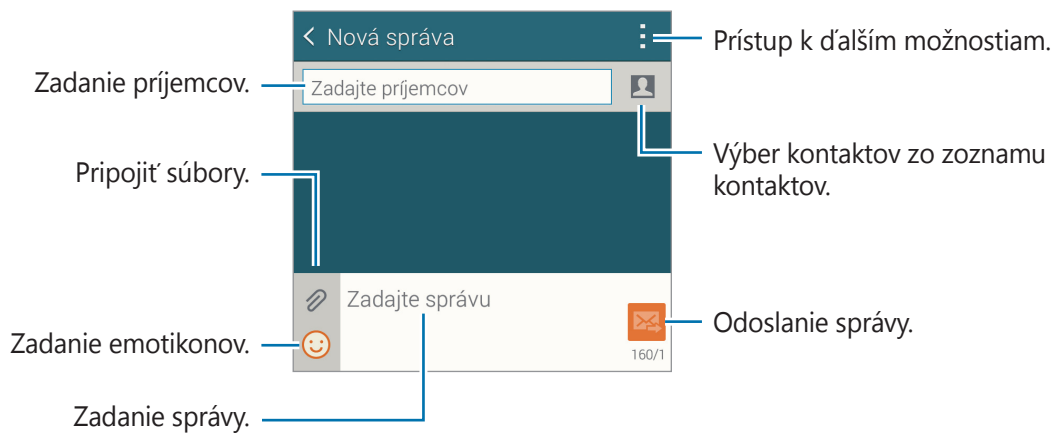 Nová správa
Prístup k ďalším možnostiam.
Zadanie príjemcov.
Zadajte príjemcov
Výber kontaktov zo zoznamu
kontaktov.
Pripojiť súbory.
Zadajte správu
Odoslanie správy.
Zadanie emotikonov.
160/1
Zadanie správy.